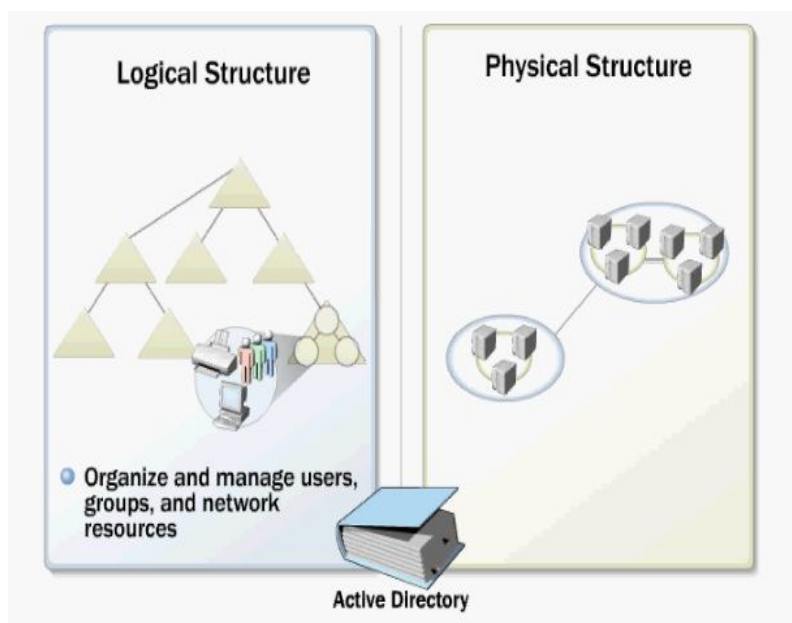 Logical Structure
Physical Structure
Organize and manage users,
groups, and network
resources
Active Directory